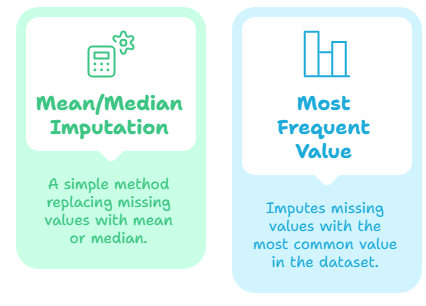 Mean/Median
Imputation
A simple method
replacing missing
values with mean
or median.
Most
Frequent
Value
Imputes missing
values with the
most common value
in the dataset.